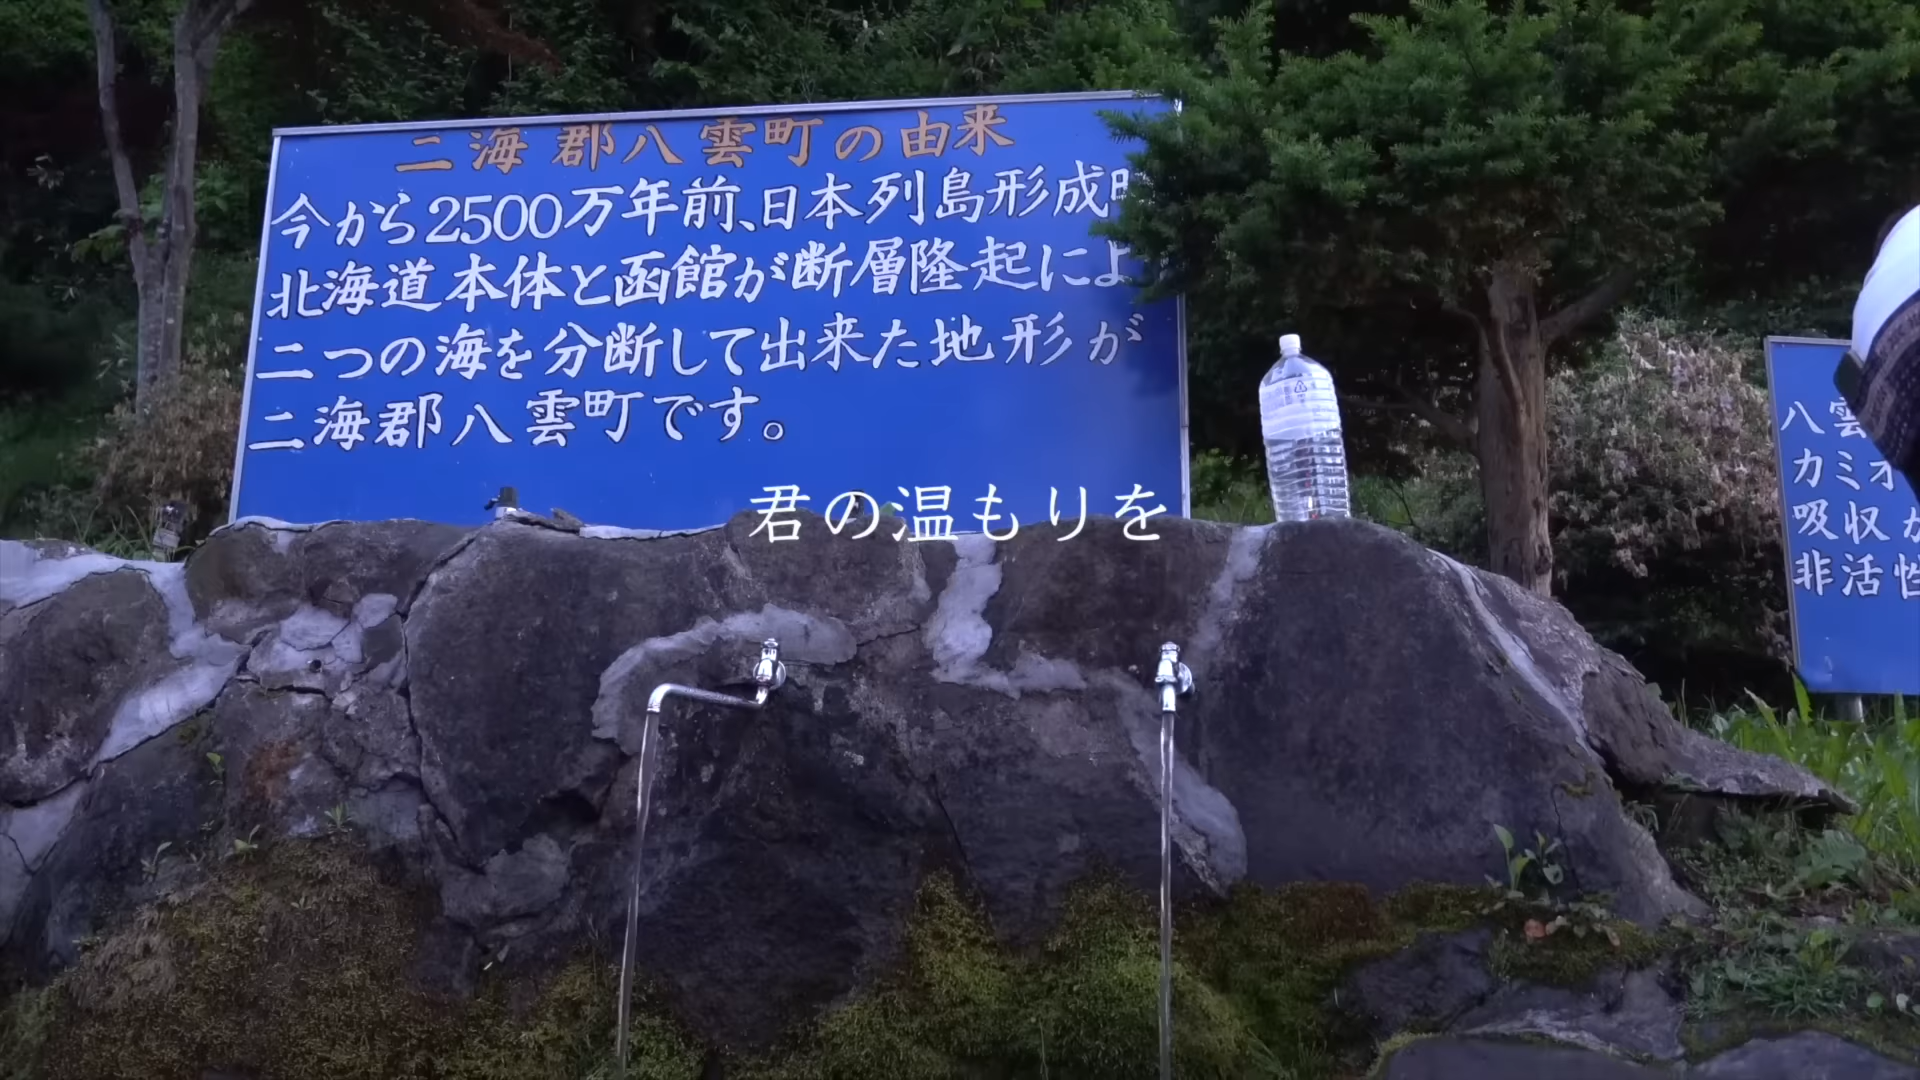 二海郡八雲町の由来
今から2500万年前、日本列島形成
北海道本体と函館が断層隆起によ
二つの海を分断して出来た地形が
二海郡八雲町です。
君の温もりを
八雲
カミオ
吸収が
非活性